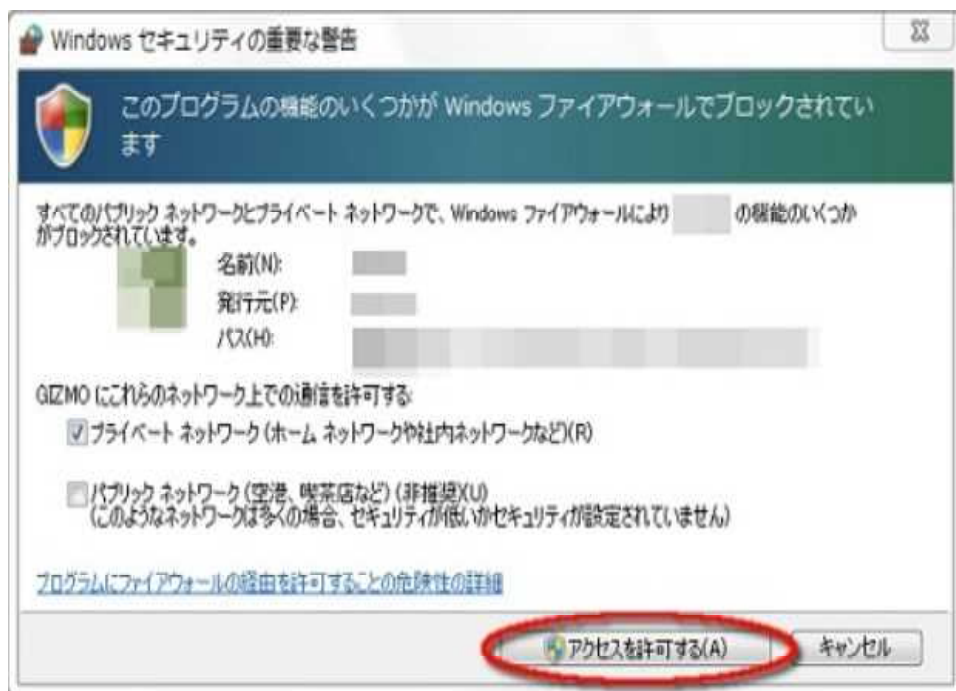 Windows セキュリティの重要な警告
このプログラムの機能のいくつかが Windows ファイアウォールでブロックされてい
ます
すべてのパブリック ネットワークとプライベート ネットワークで、Windows ファイアウォールにより の機能のいくつか
がブロックされています。
名前(N):
発行元(P):
パス(H):
GIZMO にこれらのネットワーク上での通信を許可する:
プライベート ネットワーク (ホーム ネットワークや社内ネットワークなど)(R)
パブリック ネットワーク (空港、喫茶店など) (非推奨)(U)
(このようなネットワークは多くの場合、セキュリティが低いかセキュリティが設定されていません)
プログラムにファイアウォールの経由を許可することの危険性の詳細
アクセスを許可する(A) キャンセル